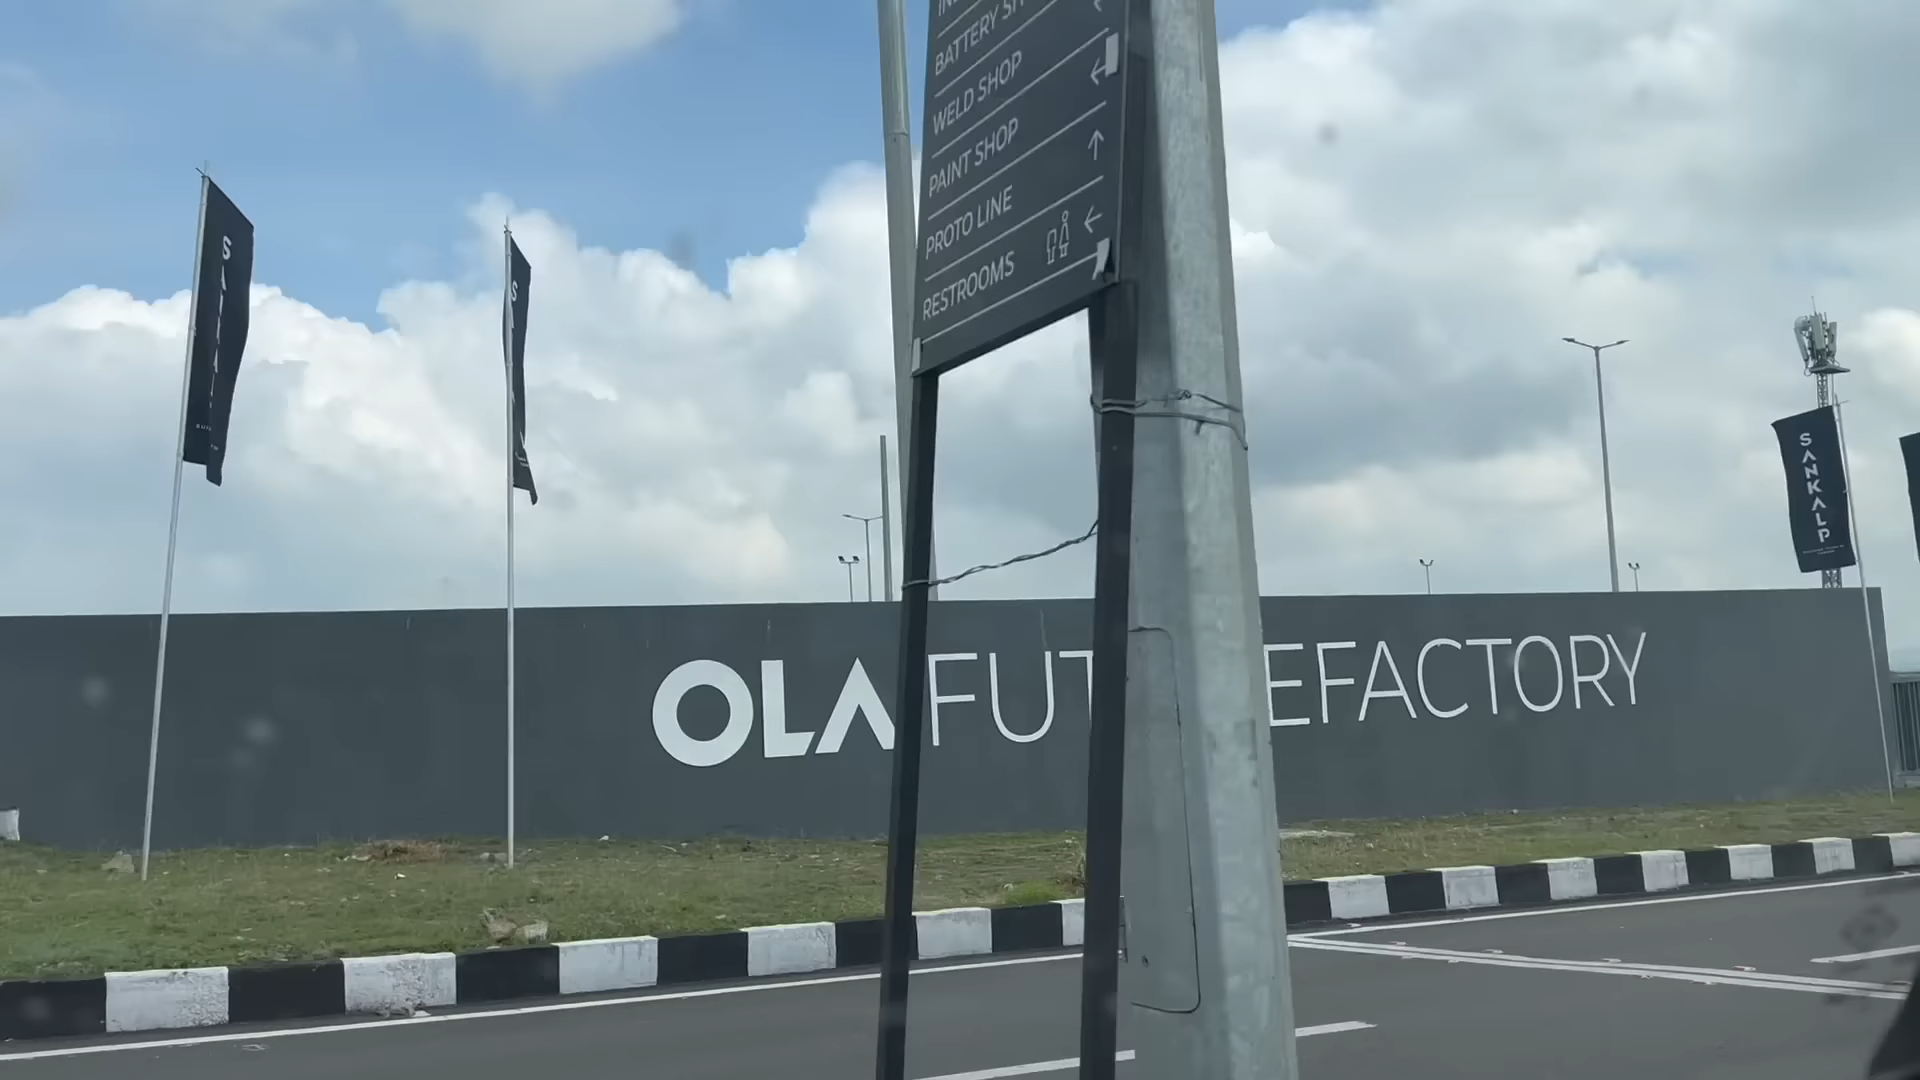 BATTERY SH
WELD SHOP
PAINT SHOP
PROTO LINE
RESTROOMS
OLA FUT EFACTORY
SANKALP